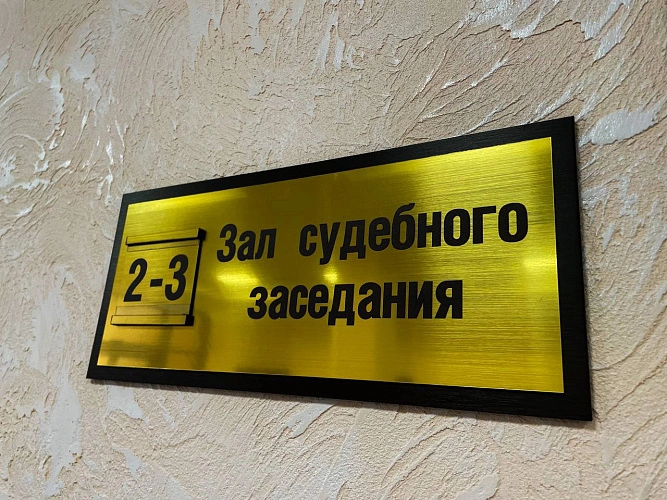 2-3
Зал судебного
заседания